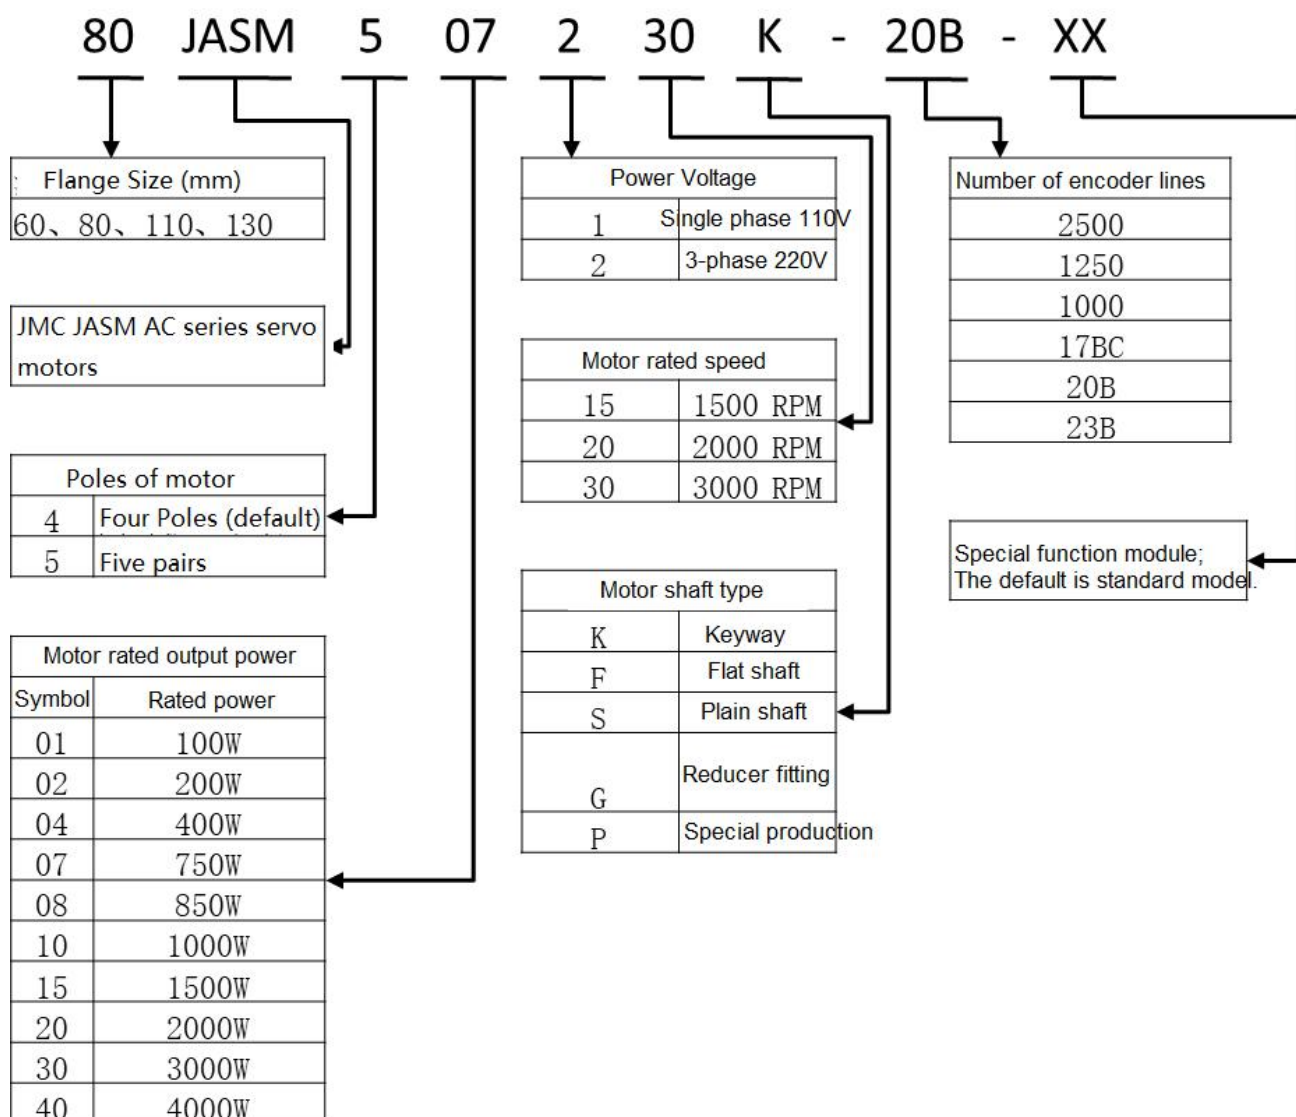 80 JASM 5 07 2 30 K - 20B - XX
Flange Size (mm)
60、80、110、130
JMC JASM AC series servo
motors
Poles of motor
4 Four Poles (default)
5 Five pairs
Motor rated output power
Symbol Rated power
01 100W
02 200W
04 400W
07 750W
08 850W
10 1000W
15 1500W
20 2000W
30 3000W
40 4000W
Power Voltage
1 Single phase 110V
2 3-phase 220V
Motor rated speed
15 1500 RPM
20 2000 RPM
30 3000 RPM
Motor shaft type
K Keyway
F Flat shaft
S Plain shaft
G Reducer fitting
P Special production
Number of encoder lines
2500
1250
1000
17BC
20B
23B
Special function module;
The default is standard model.